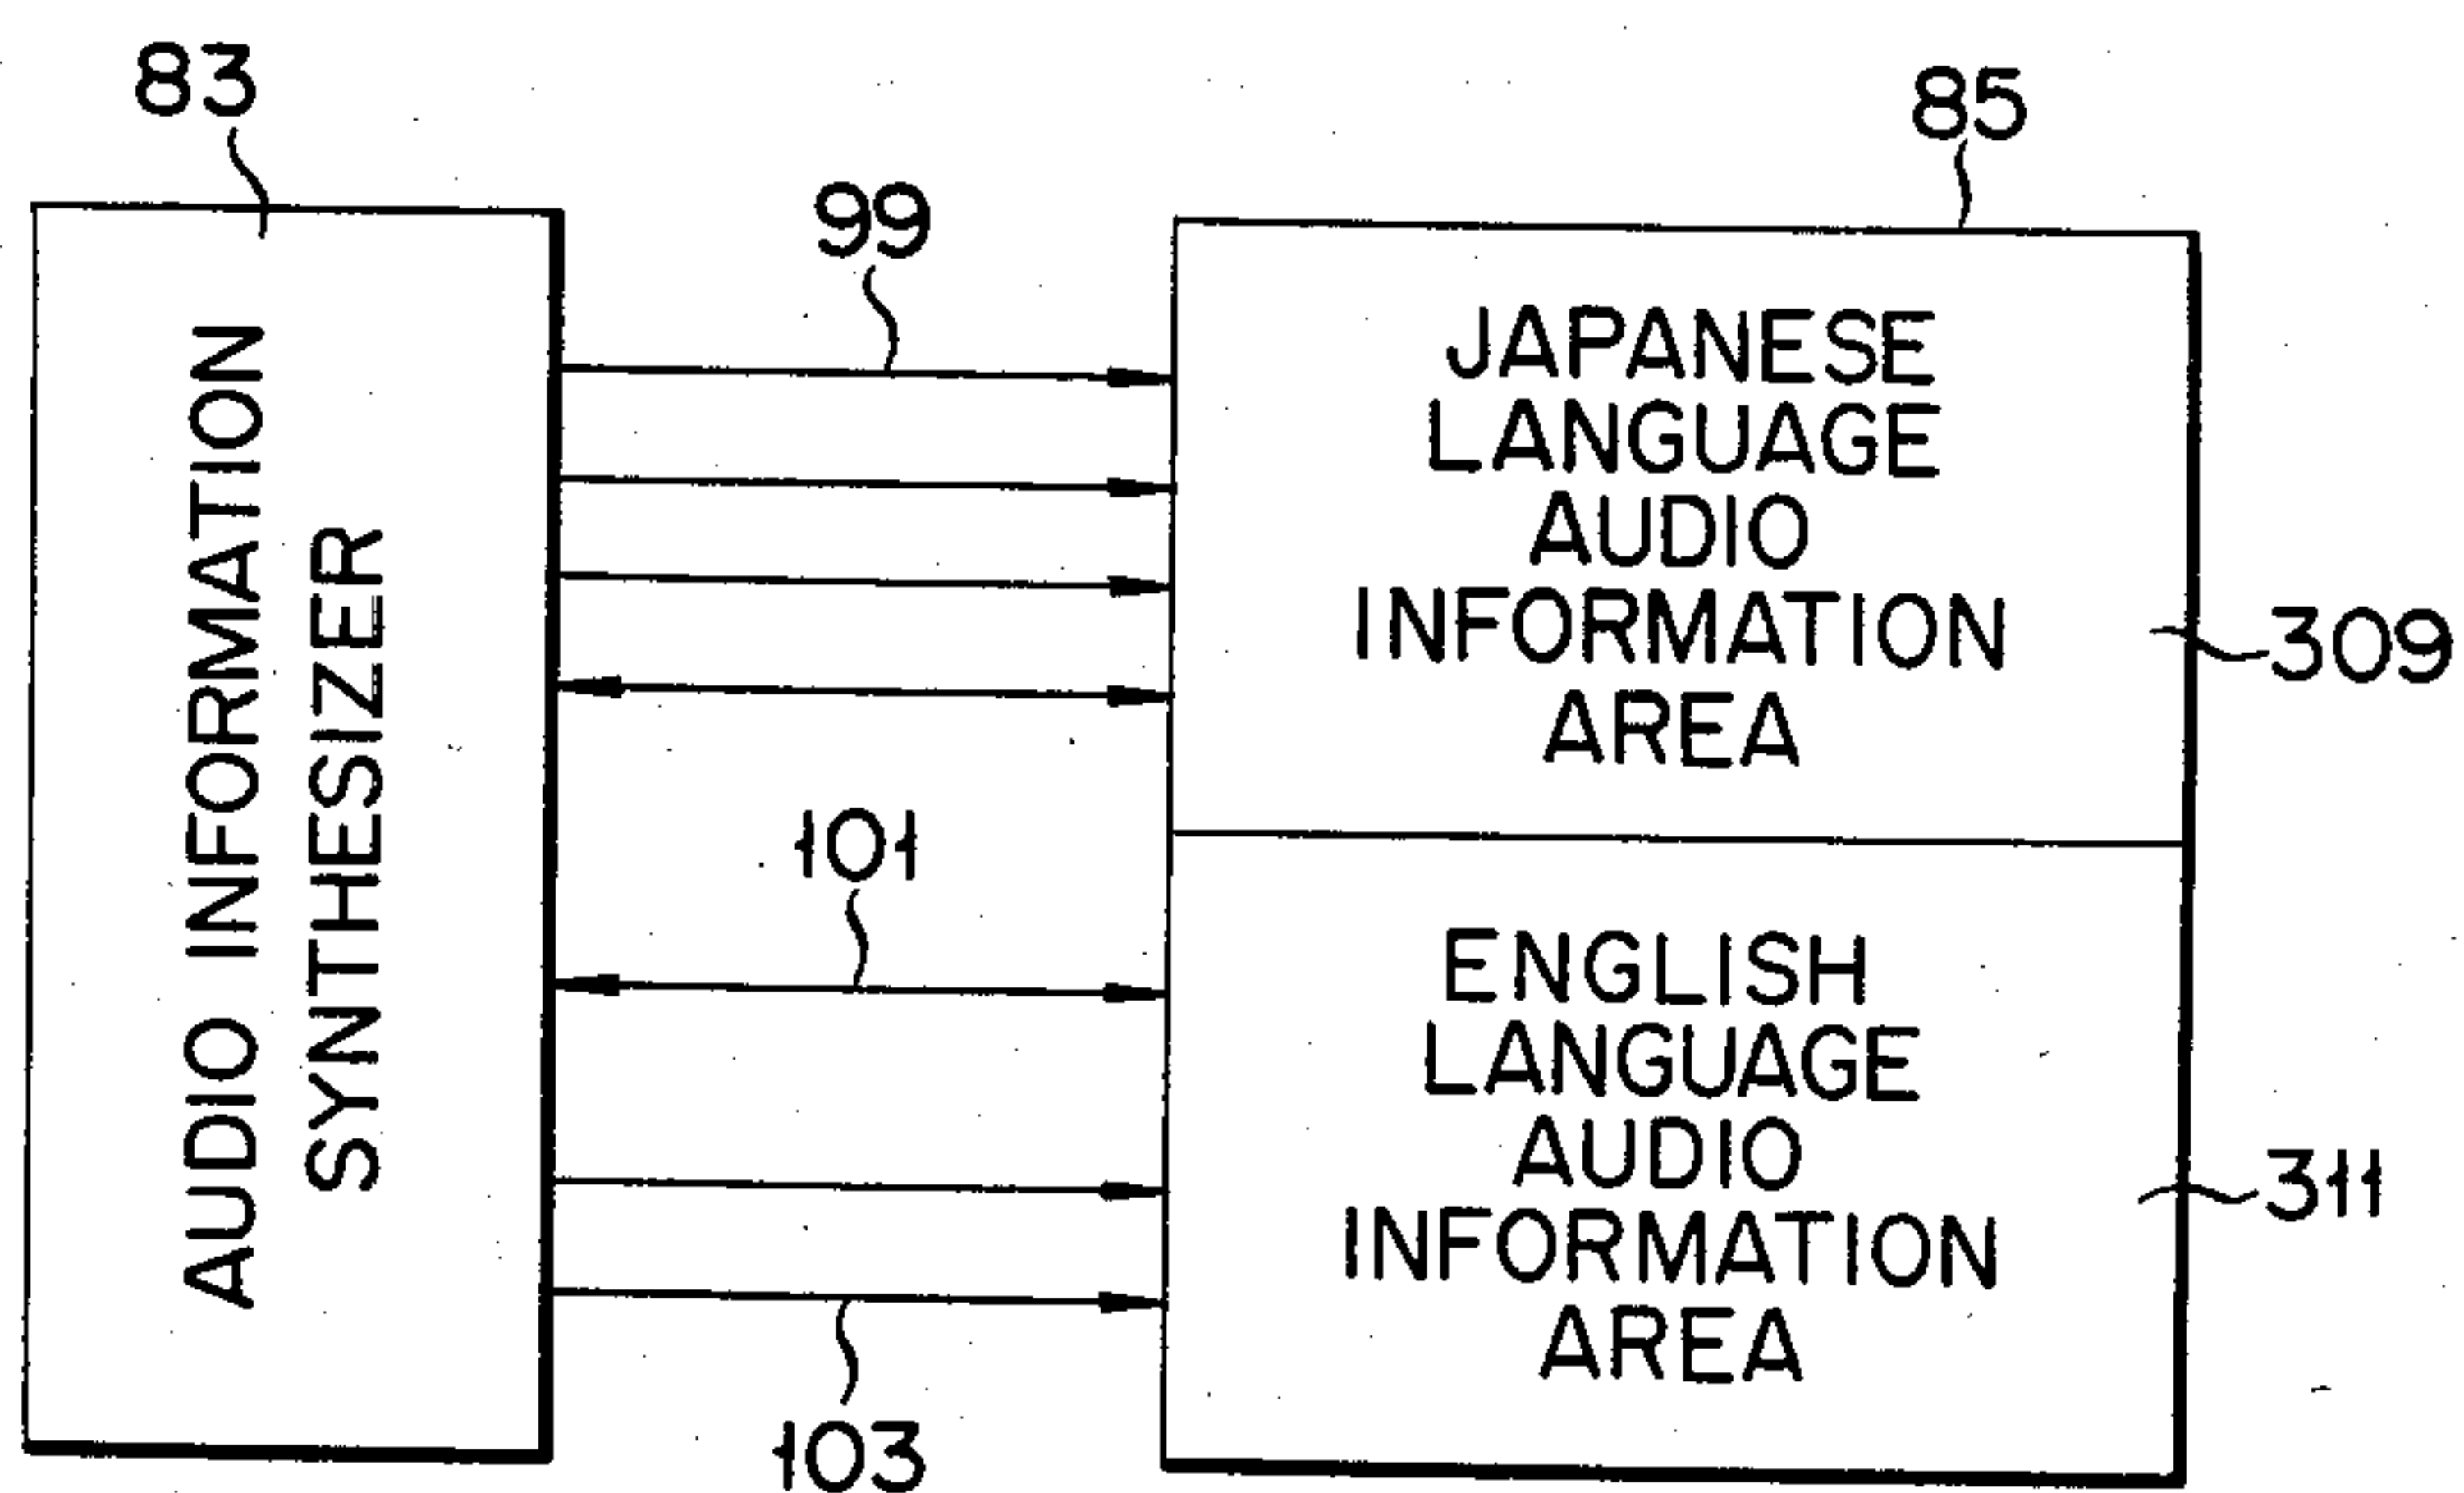 83
85
99
AUDIO INFORMATION
SYNTHESIZER
JAPANESE
LANGUAGE
AUDIO
INFORMATION
AREA
309
101
ENGLISH
LANGUAGE
AUDIO
INFORMATION
AREA
311
103